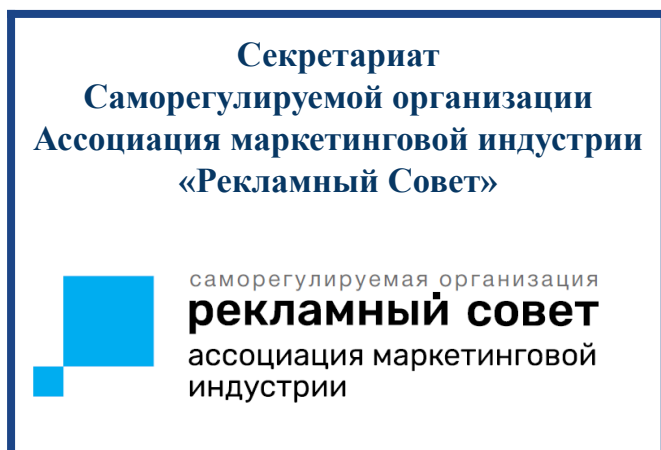 Секретариат
Саморегулируемой организации
Ассоциация маркетинговой индустрии
«Рекламный Совет»
саморегулируемая организация
рекламный совет
ассоциация маркетинговой
индустрии